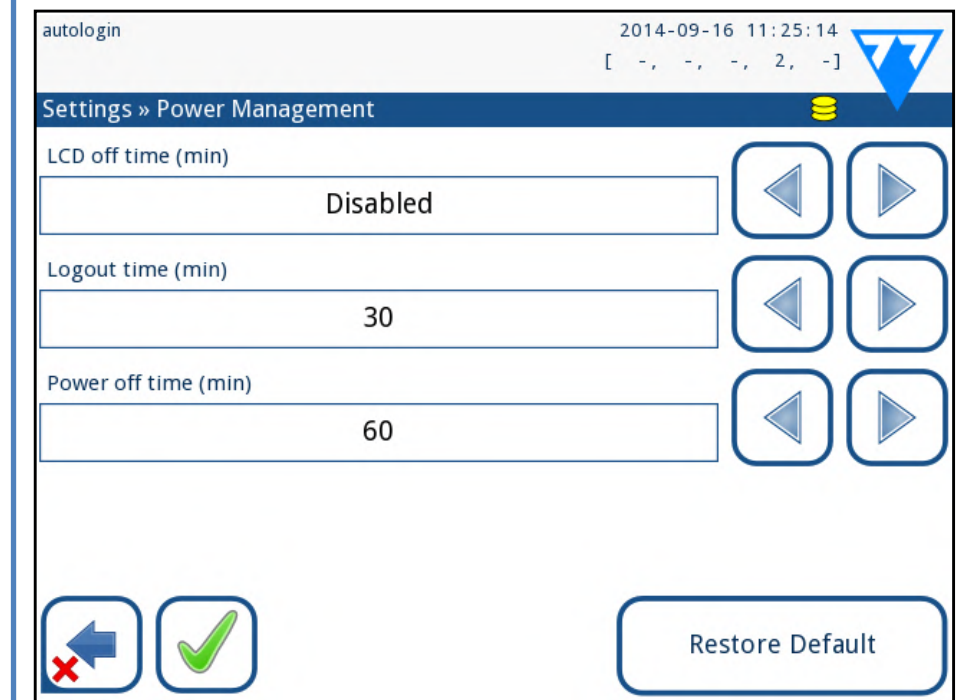 autologin
2014-09-16 11:25:14
[ -, -, -, 2, -]
Settings » Power Management
LCD off time (min)
Disabled
Logout time (min)
30
Power off time (min)
60
Restore Default